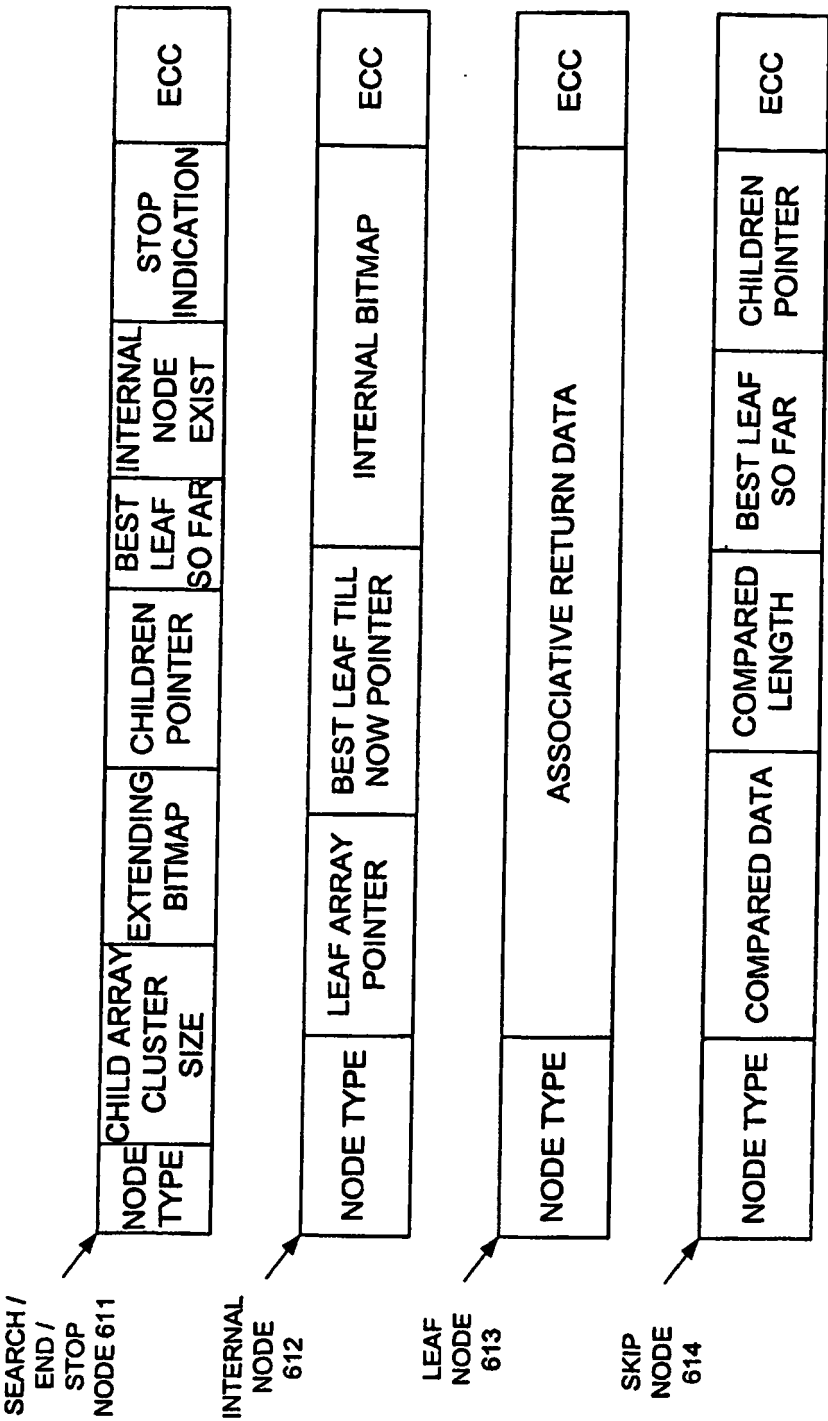 SEARCH /
END /
STOP
NODE 611
NODE
TYPE
CHILD ARRAY
CLUSTER
SIZE
EXTENDING
BITMAP
CHILDREN
POINTER
BEST
LEAF
SO FAR
INTERNAL
NODE
EXIST
STOP
INDICATION
ECC
INTERNAL
NODE
612
NODE TYPE
LEAF ARRAY
POINTER
BEST LEAF TILL
NOW POINTER
INTERNAL BITMAP
ECC
LEAF
NODE
613
NODE TYPE
ASSOCIATIVE RETURN DATA
ECC
SKIP
NODE
614
NODE TYPE
COMPARED DATA
COMPARED
LENGTH
BEST LEAF
SO FAR
CHILDREN
POINTER
ECC